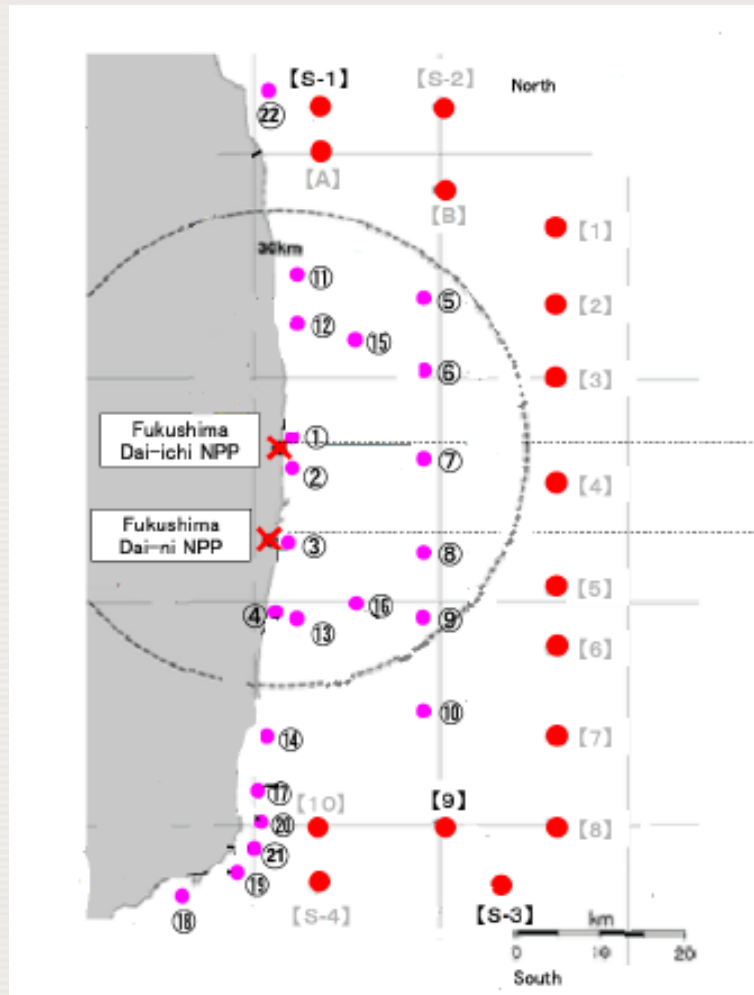 【S-1】 【S-2】
North
㉒
【A】
【B】
【1】
30km
⑪
⑤
【2】
⑫
⑮
⑥
【3】
Fukushima
Dai-ichi NPP
①
⑦
②
【4】
Fukushima
Dai-ni NPP
③
⑧
【5】
④
⑬
⑯
⑨
【6】
⑩
⑭
【7】
⑰
【10】
【9】
⑳
【8】
㉑
⑲
⑱
【S-4】
【S-3】
km
0 10 20
South